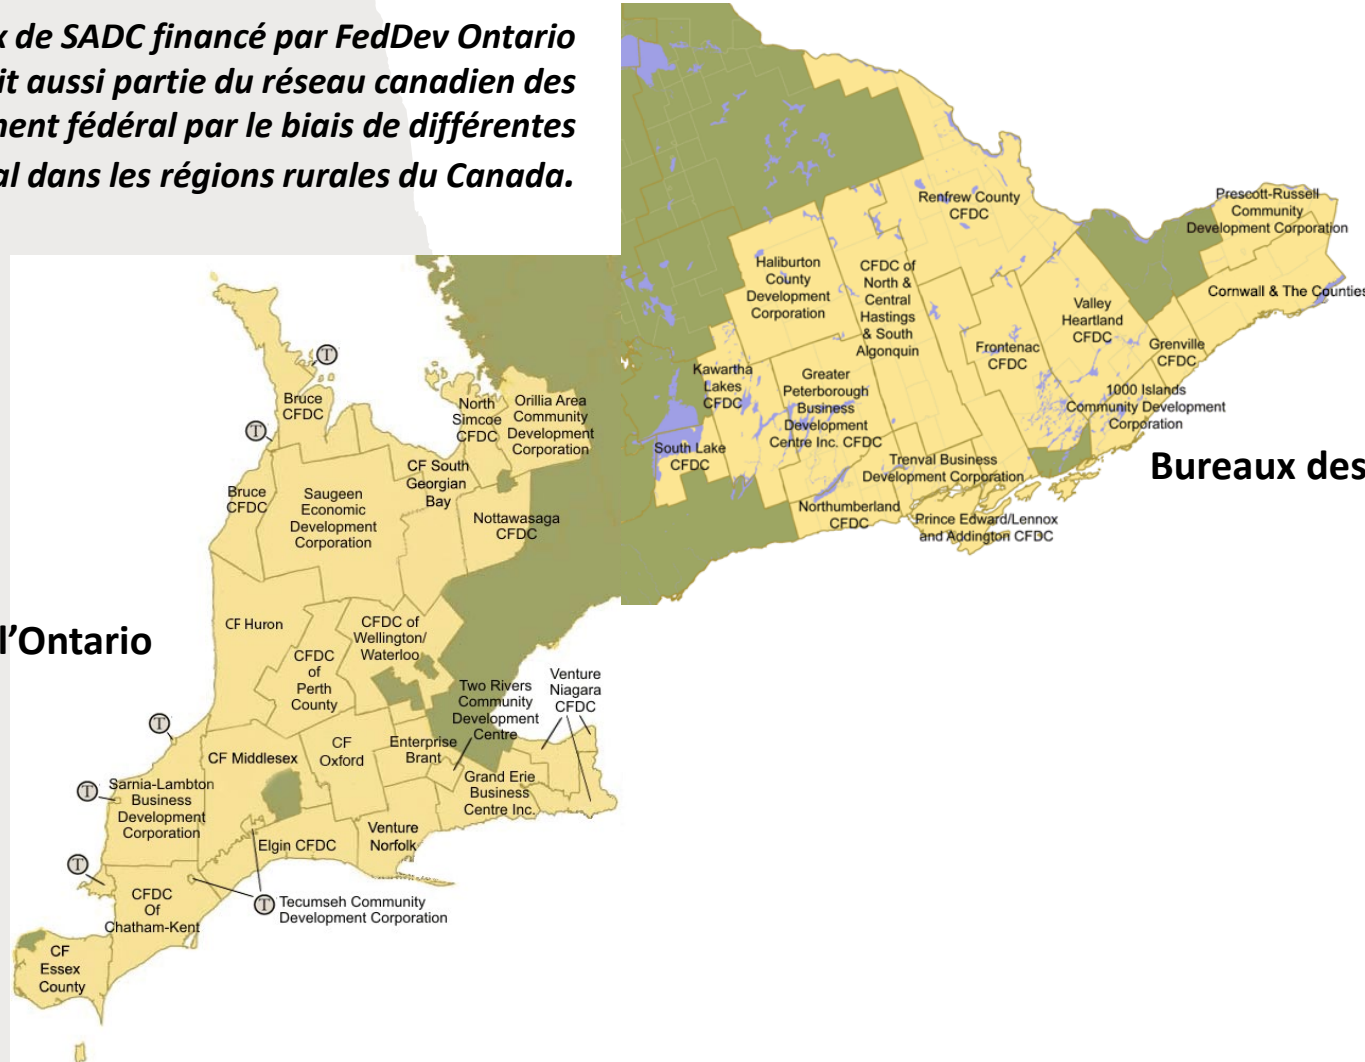 x de SADC financé par FedDev Ontario
it aussi partie du réseau canadien des
ment fédéral par le biais de différentes
al dans les régions rurales du Canada.
Renfrew County
CFDC
Prescott-Russell
Community
Development Corporation
Haliburton
County
Development
Corporation
CFDC of
North &
Central
Hastings
& South
Algonquin
Cornwall & The Counties
Valley
Heartland
CFDC
Frontenac
CFDC
Grenville
CFDC
Kawartha
Lakes
CFDC
Greater
Peterborough
Business
Development
Centre Inc. CFDC
1000 Islands
Community Development
Corporation
South Lake
CFDC
Trenval Business
Development Corporation
Northumberland
CFDC
Prince Edward/Lennox
and Addington CFDC
Bureaux des
T
Bruce
CFDC
North
Simcoe
CFDC
Orillia Area
Community
Development
Corporation
T
CF South
Georgian
Bay
Bruce
CFDC
Saugeen
Economic
Development
Corporation
Nottawasaga
CFDC
l’Ontario
CF Huron
CFDC of
Wellington/
Waterloo
CFDC
of
Perth
County
Two Rivers
Community
Development
Centre
Venture
Niagara
CFDC
T
CF Middlesex
CF
Oxford
Enterprise
Brant
T
Sarnia-Lambton
Business
Development
Corporation
Grand Erie
Business
Centre Inc.
Elgin CFDC
Venture
Norfolk
T
CFDC
Of
Chatham-Kent
T Tecumseh Community
Development Corporation
CF
Essex
County